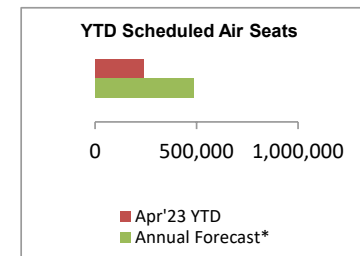 YTD Scheduled Air Seats
0 500,000 1,000,000
Apr'23 YTD
Annual Forecast*